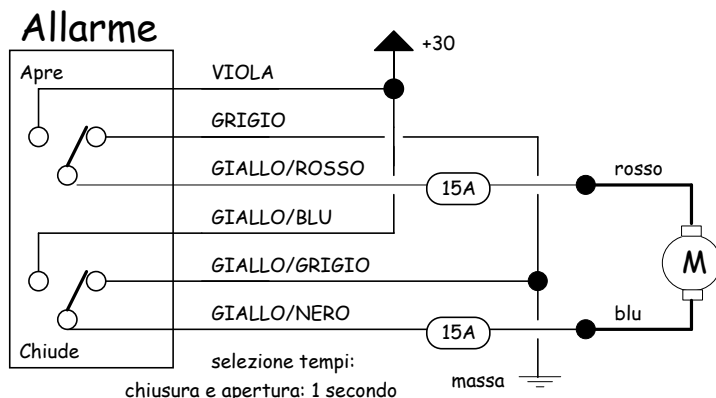 Allarme
+30
Apre
VIOLA
GRIGIO
GIALLO/ROSSO
rosso
15A
GIALLO/BLU
GIALLO/GRIGIO
M
GIALLO/NERO
blu
15A
Chiude
selezione tempi:
massa
chiusura e apertura: 1 secondo